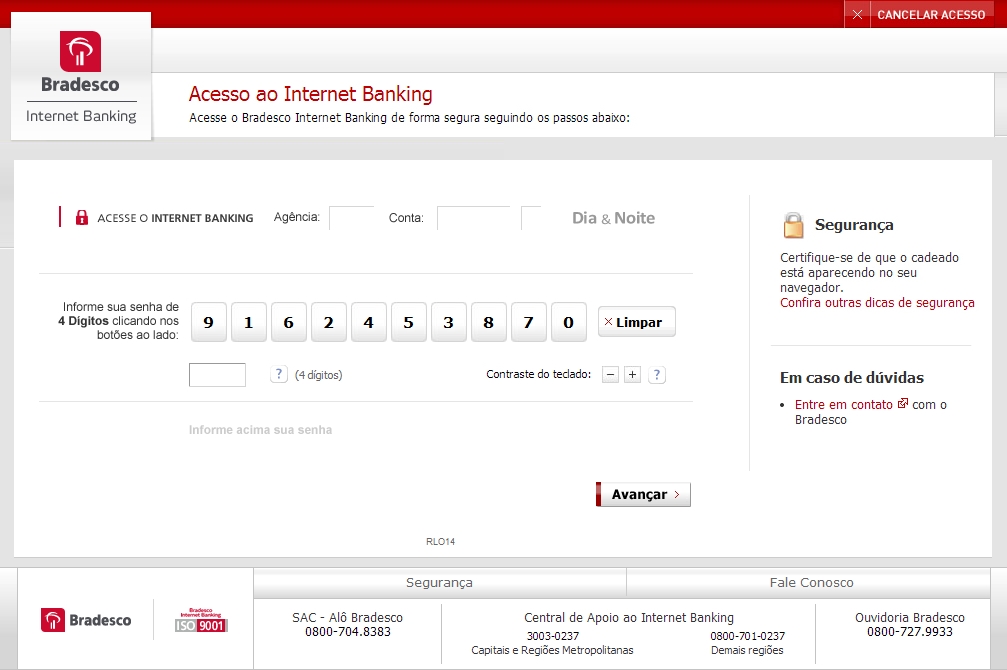 CANCELAR ACESSO
Bradesco
Internet Banking
Acesso ao Internet Banking
Acesse o Bradesco Internet Banking de forma segura seguindo os passos abaixo:
ACESSE O INTERNET BANKING Agência: Conta: Dia & Noite
Informe sua senha de
4 Dígitos clicando nos
botões ao lado:
9 1 6 2 4 5 3 8 7 0 Limpar
? (4 dígitos) Contraste do teclado: − + ?
Informe acima sua senha
Avançar
RLO14
Segurança
Certifique-se de que o cadeado
está aparecendo no seu
navegador.
Confira outras dicas de segurança
Em caso de dúvidas
• Entre em contato com o
Bradesco
Segurança Fale Conosco
Bradesco
Bradesco
Internet Banking
ISO 9001
SAC - Alô Bradesco
0800-704.8383
Central de Apoio ao Internet Banking
3003-0237 0800-701-0237
Capitais e Regiões Metropolitanas Demais regiões
Ouvidoria Bradesco
0800-727.9933